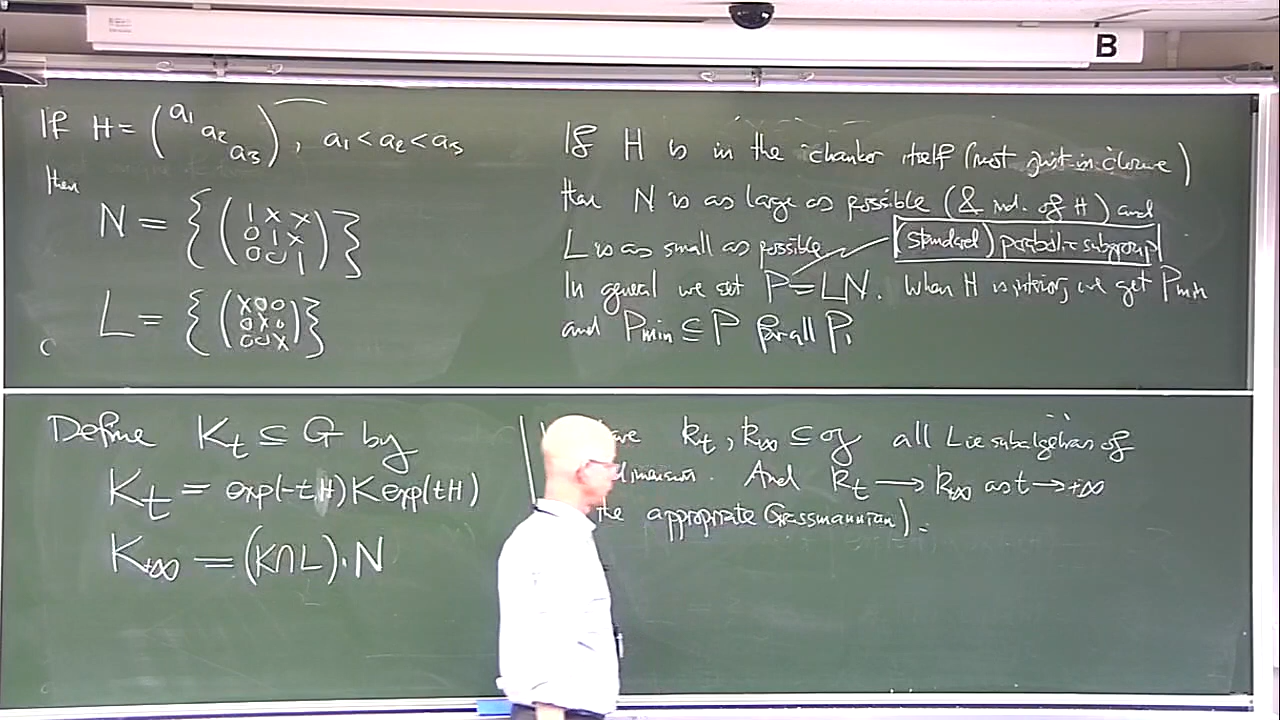 B
If H = (a1 a2 a3), a1 < a2 < a3
then
N = { ( 1 x x
0 1 x
0 0 1 ) }
L = { ( x 0 0
0 x 0
0 0 x ) }
If H is in the chamber itself (not just in closure)
then N is as large as possible (& ind. of H) and
L is as small as possible
(standard) parabolic subgroup
In general we set P = LN. When H is interior, we get Pmin
and Pmin ⊆ P for all P.
Define Kt ⊆ G by
Kt = exp(-tH) K exp(tH)
K+∞ = (K∩L)·N
kt, k∞ ⊆ g all Lie subalgebras of
dimension. And kt → k+∞ as t → +∞
the appropriate Grassmannian).